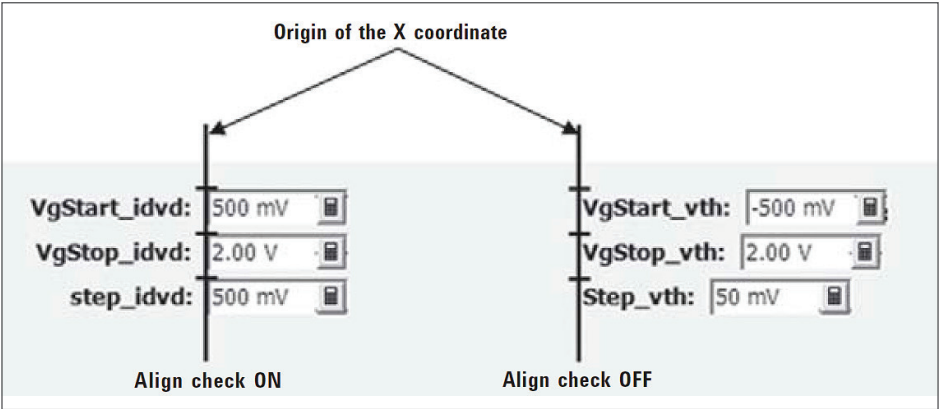 Origin of the X coordinate
VgStart_idvd: 500 mV
VgStart_vth: -500 mV
VgStop_idvd: 2.00 V
VgStop_vth: 2.00 V
step_idvd: 500 mV
Step_vth: 50 mV
Align check ON
Align check OFF